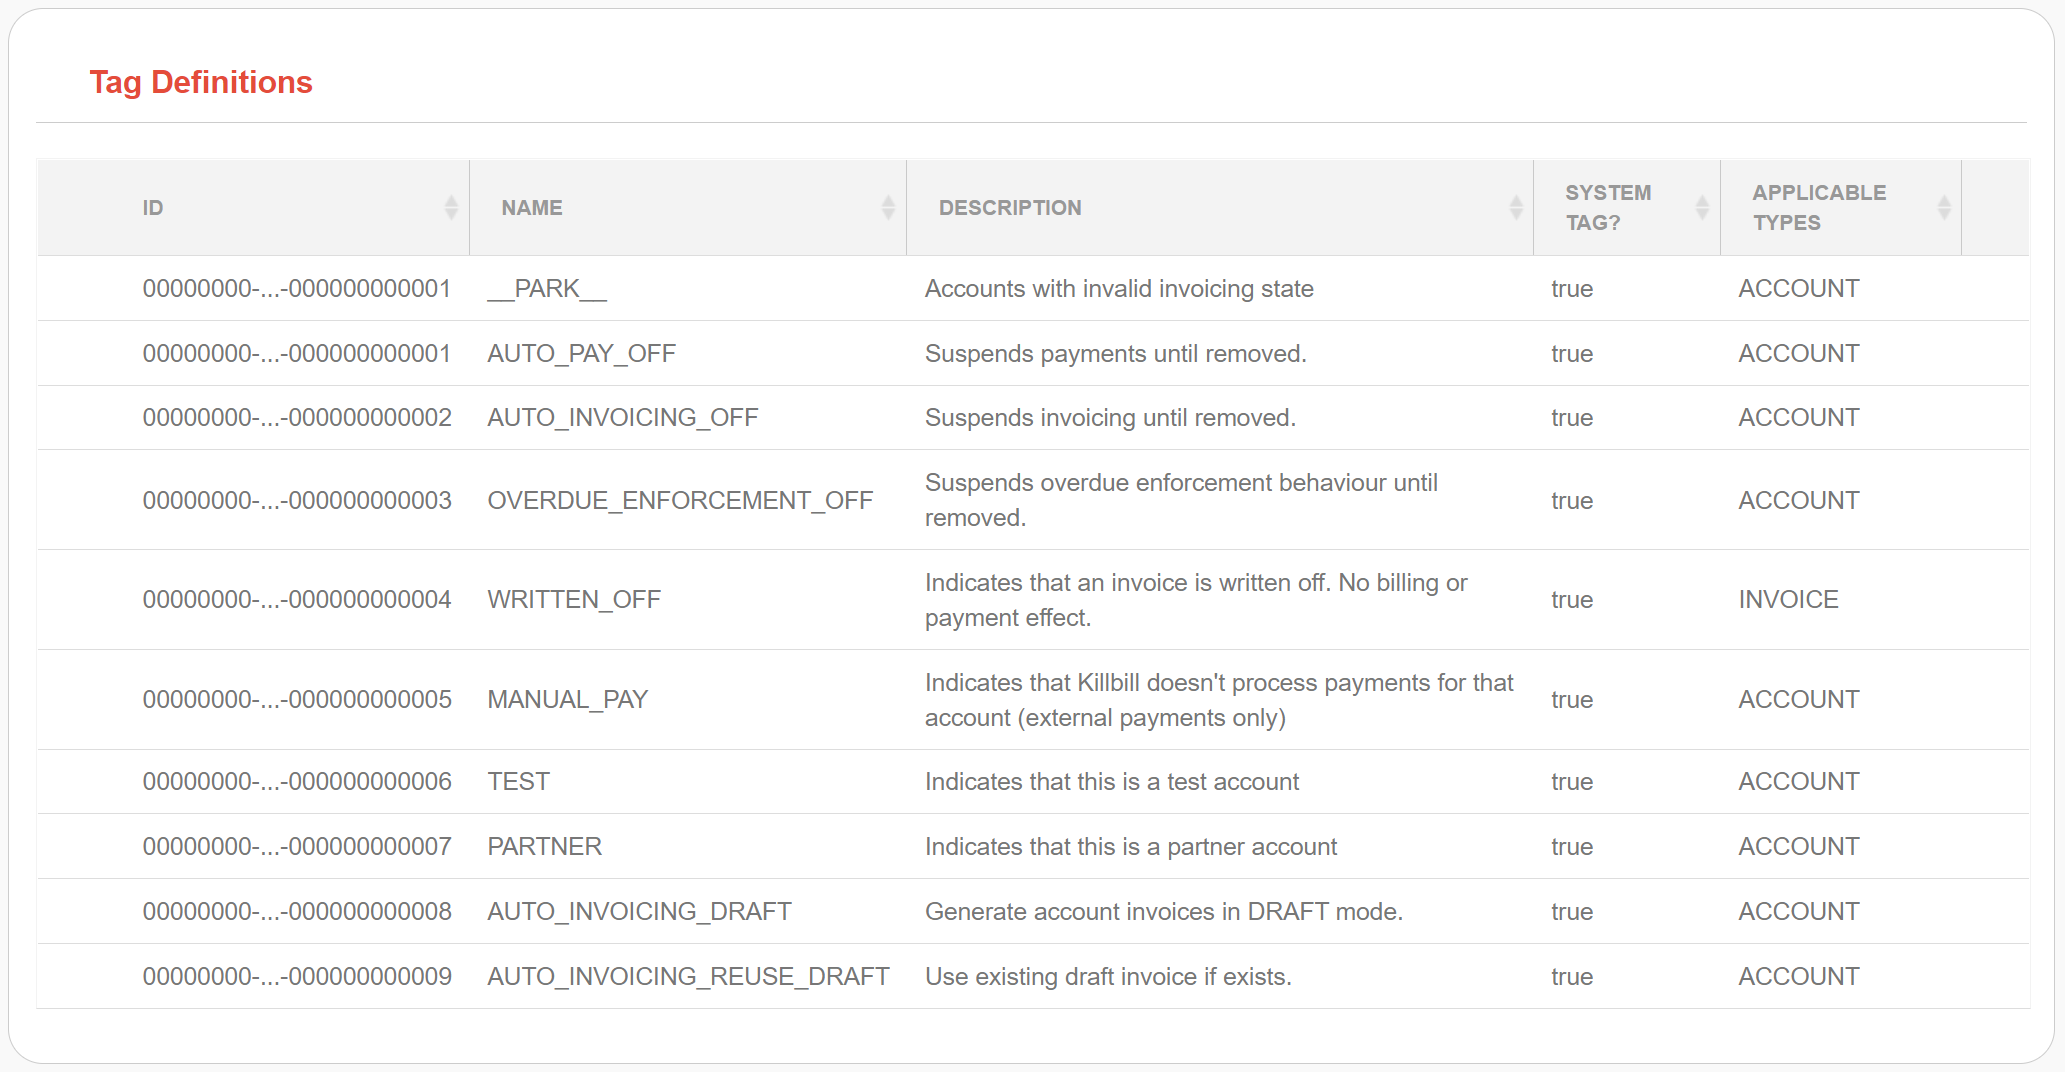 Tag Definitions
ID NAME DESCRIPTION SYSTEM TAG? APPLICABLE TYPES
00000000-...-000000000001 __PARK__ Accounts with invalid invoicing state true ACCOUNT
00000000-...-000000000001 AUTO_PAY_OFF Suspends payments until removed. true ACCOUNT
00000000-...-000000000002 AUTO_INVOICING_OFF Suspends invoicing until removed. true ACCOUNT
00000000-...-000000000003 OVERDUE_ENFORCEMENT_OFF Suspends overdue enforcement behaviour until removed. true ACCOUNT
00000000-...-000000000004 WRITTEN_OFF Indicates that an invoice is written off. No billing or payment effect. true INVOICE
00000000-...-000000000005 MANUAL_PAY Indicates that Killbill doesn't process payments for that account (external payments only) true ACCOUNT
00000000-...-000000000006 TEST Indicates that this is a test account true ACCOUNT
00000000-...-000000000007 PARTNER Indicates that this is a partner account true ACCOUNT
00000000-...-000000000008 AUTO_INVOICING_DRAFT Generate account invoices in DRAFT mode. true ACCOUNT
00000000-...-000000000009 AUTO_INVOICING_REUSE_DRAFT Use existing draft invoice if exists. true ACCOUNT